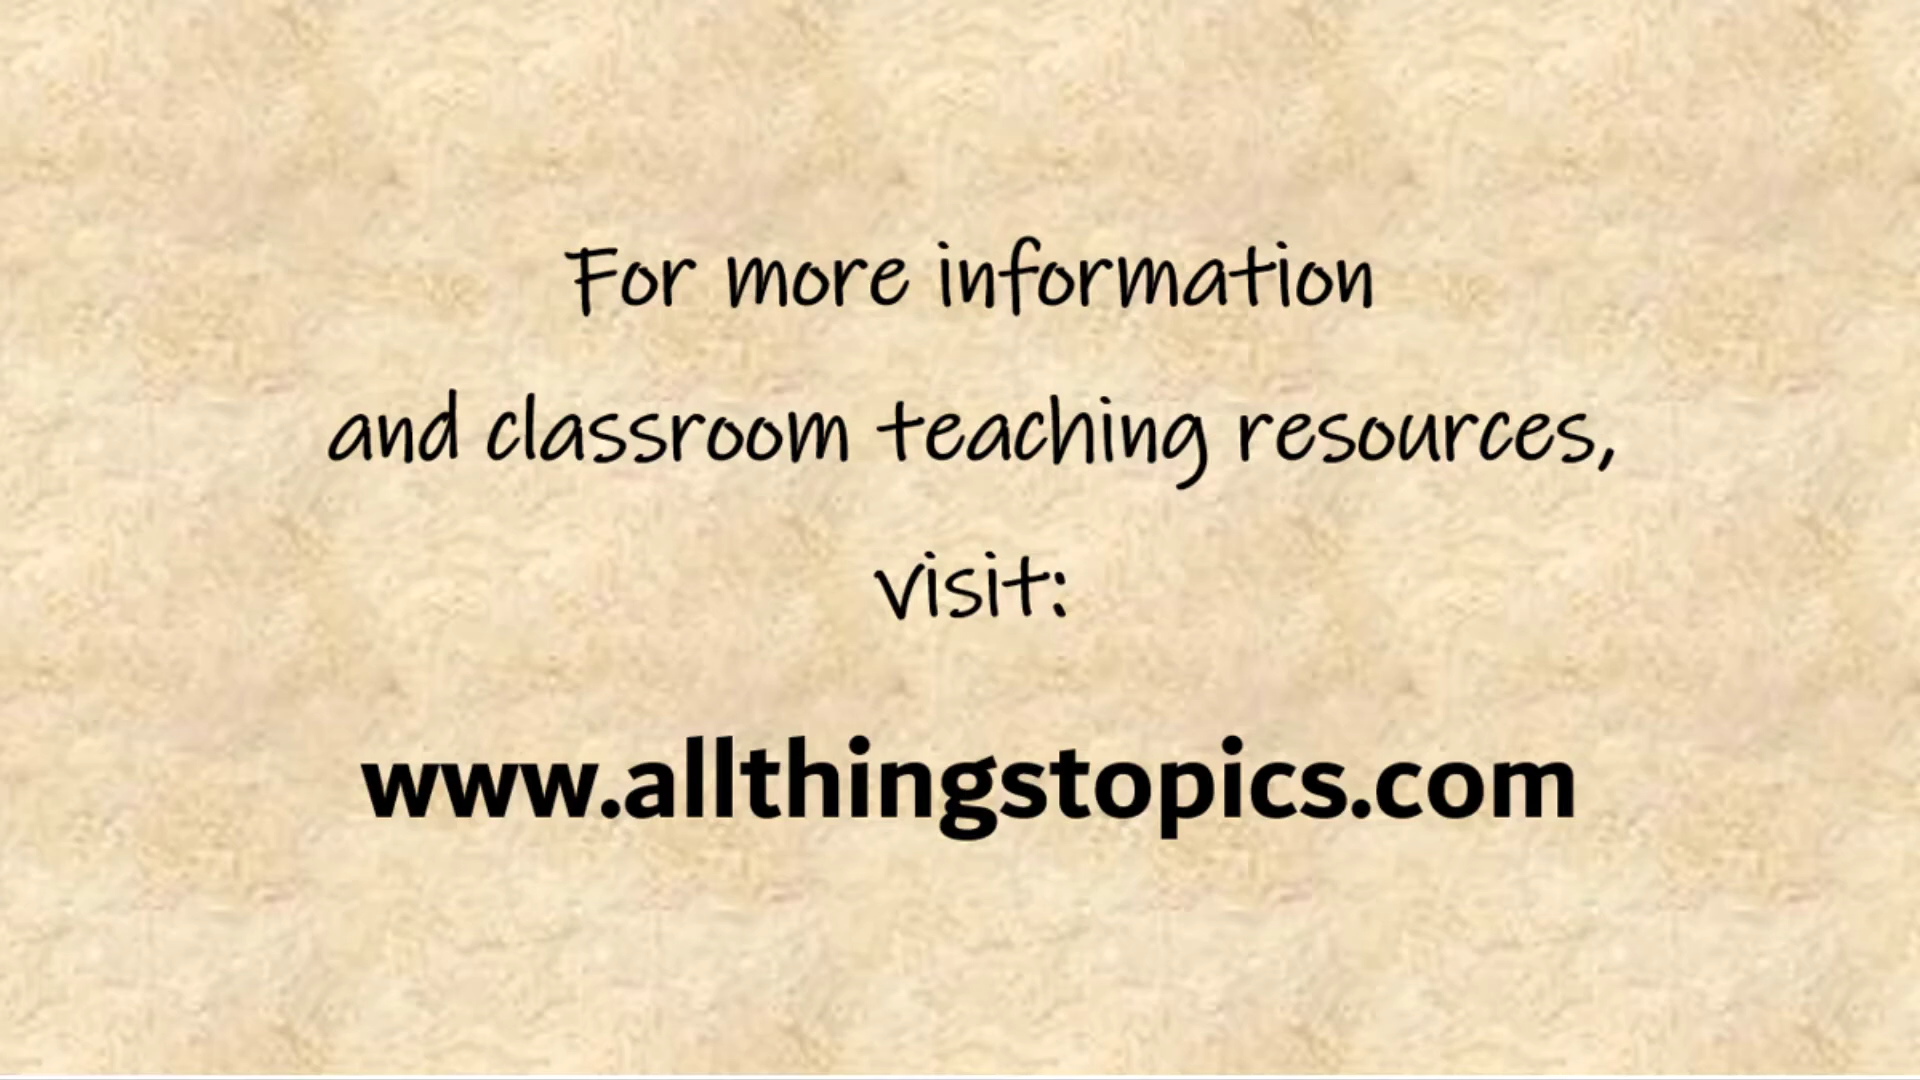 For more information
and classroom teaching resources,
visit:
www.allthingstopics.com